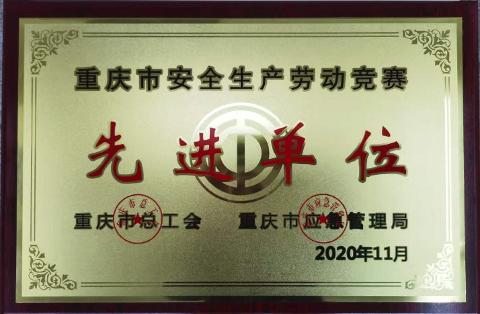 重庆市安全生产劳动竞赛
先进单位
重庆市总工会 重庆市应急管理局
2020年11月